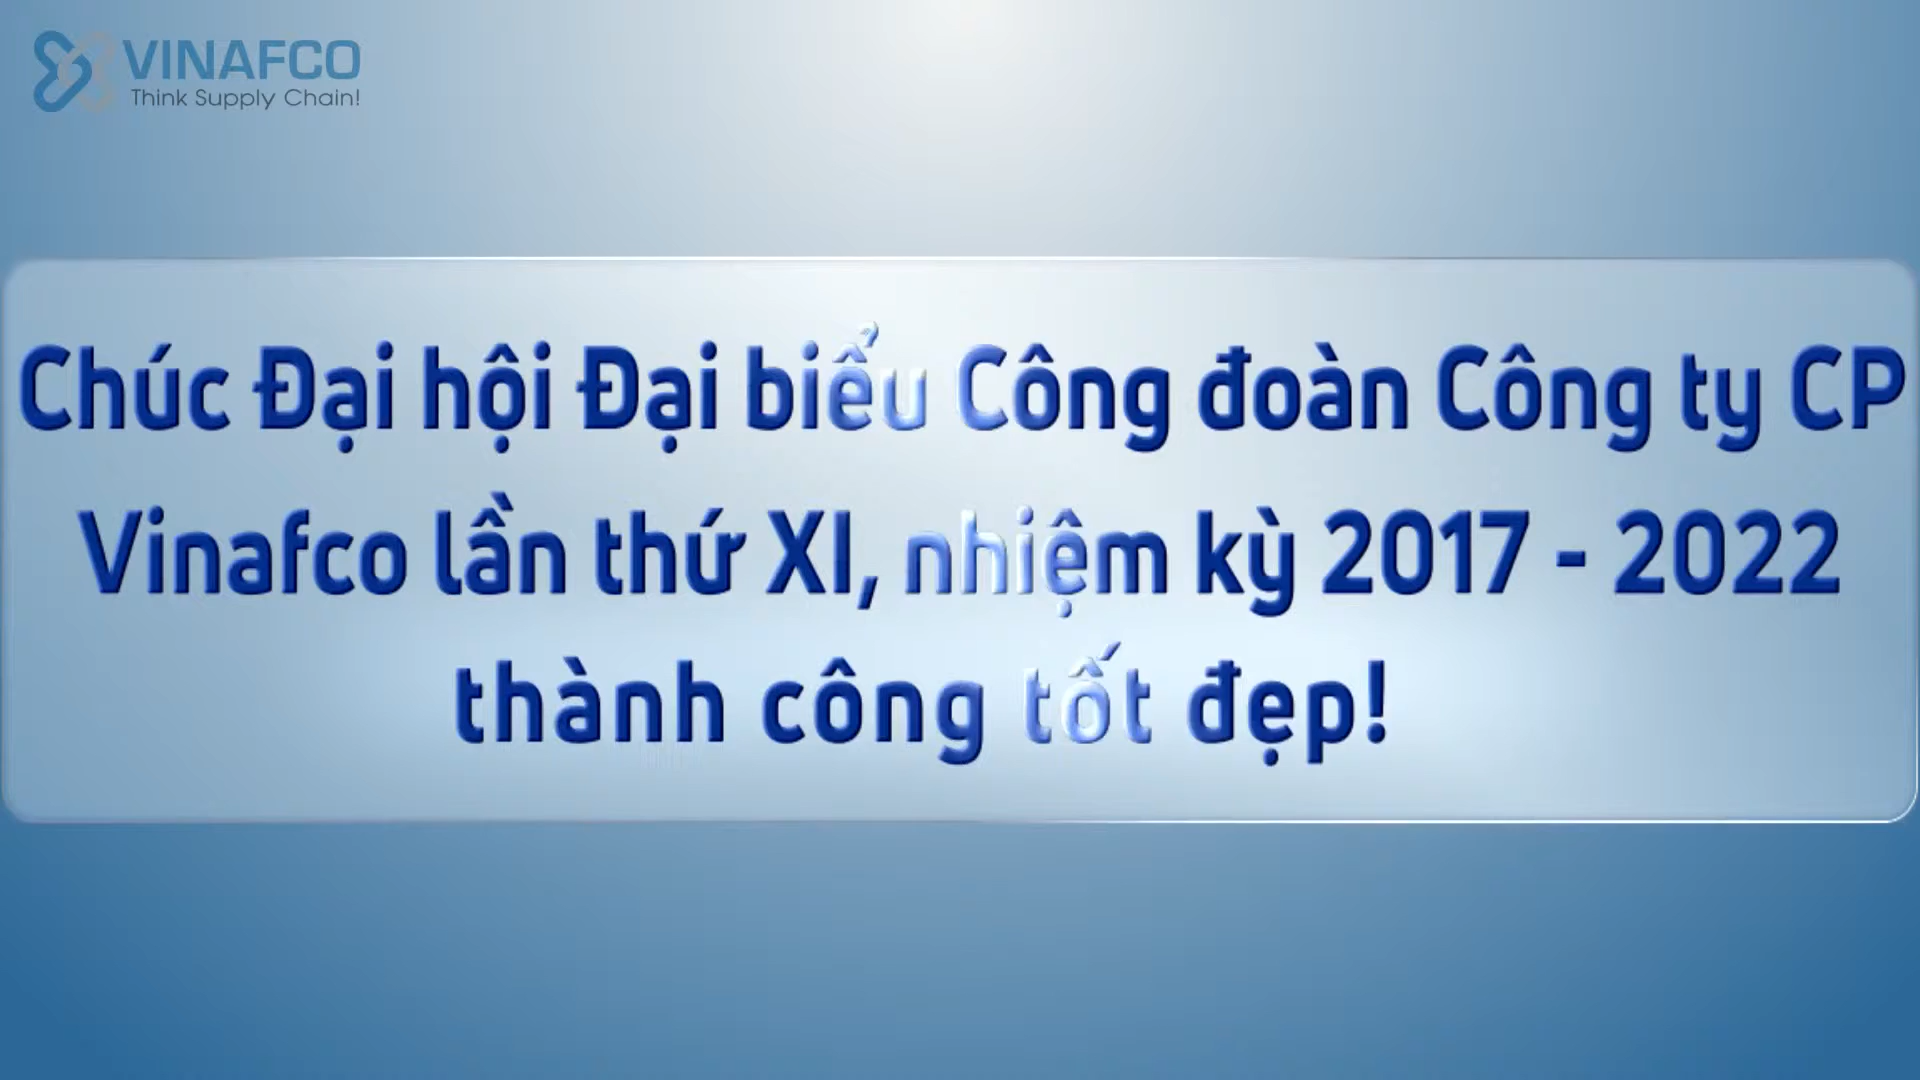 VINAFCO
Think Supply Chain!
Chúc Đại hội Đại biểu Công đoàn Công ty CP
Vinafco lần thứ XI, nhiệm kỳ 2017 - 2022
thành công tốt đẹp!